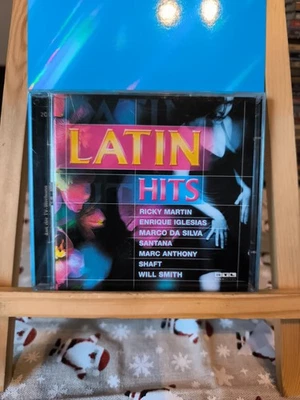 LATIN
HITS
RICKY MARTIN
ENRIQUE IGLESIAS
MARCO DA SILVA
SANTANA
MARC ANTHONY
SHAFT
WILL SMITH